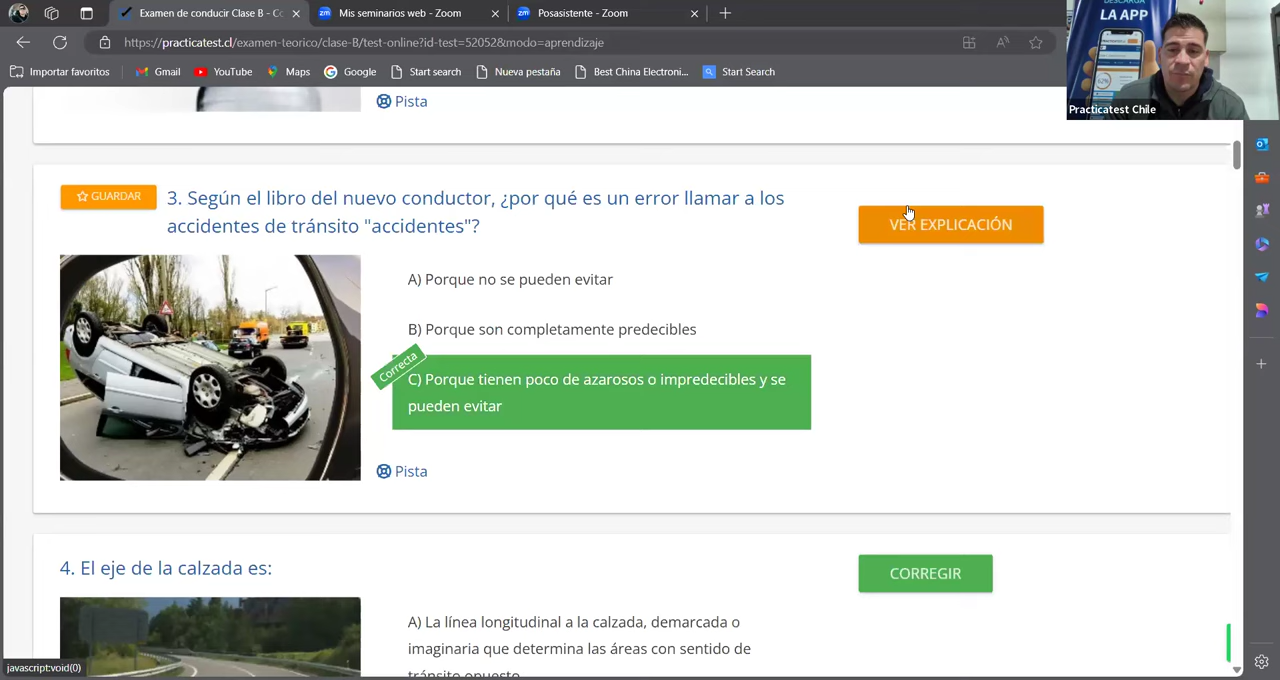 Examen de conducir Clase B - Cc
Mis seminarios web - Zoom
Posasistente - Zoom
https://practicatest.cl/examen-teorico/clase-B/test-online?id-test=52052&modo=aprendizaje
Importar favoritos
Gmail
YouTube
Maps
Google
Start search
Nueva pestaña
Best China Electroni...
Start Search
DESCARGA
LA APP
Practicatest Chile
Pista
GUARDAR
3. Según el libro del nuevo conductor, ¿por qué es un error llamar a los
accidentes de tránsito "accidentes"?
VER EXPLICACIÓN
A) Porque no se pueden evitar
B) Porque son completamente predecibles
Correcta
C) Porque tienen poco de azarosos o impredecibles y se
pueden evitar
Pista
4. El eje de la calzada es:
CORREGIR
A) La línea longitudinal a la calzada, demarcada o
imaginaria que determina las áreas con sentido de
tránsito opuesto
javascript:void(0)